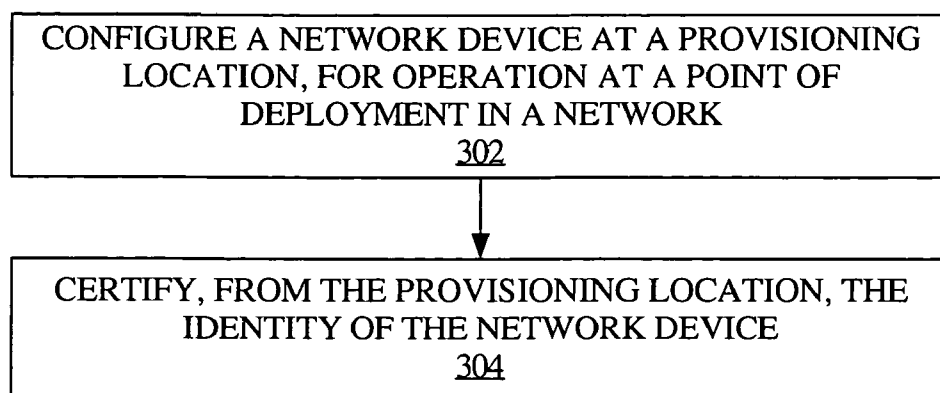 CONFIGURE A NETWORK DEVICE AT A PROVISIONING
LOCATION, FOR OPERATION AT A POINT OF
DEPLOYMENT IN A NETWORK
302
CERTIFY, FROM THE PROVISIONING LOCATION, THE
IDENTITY OF THE NETWORK DEVICE
304